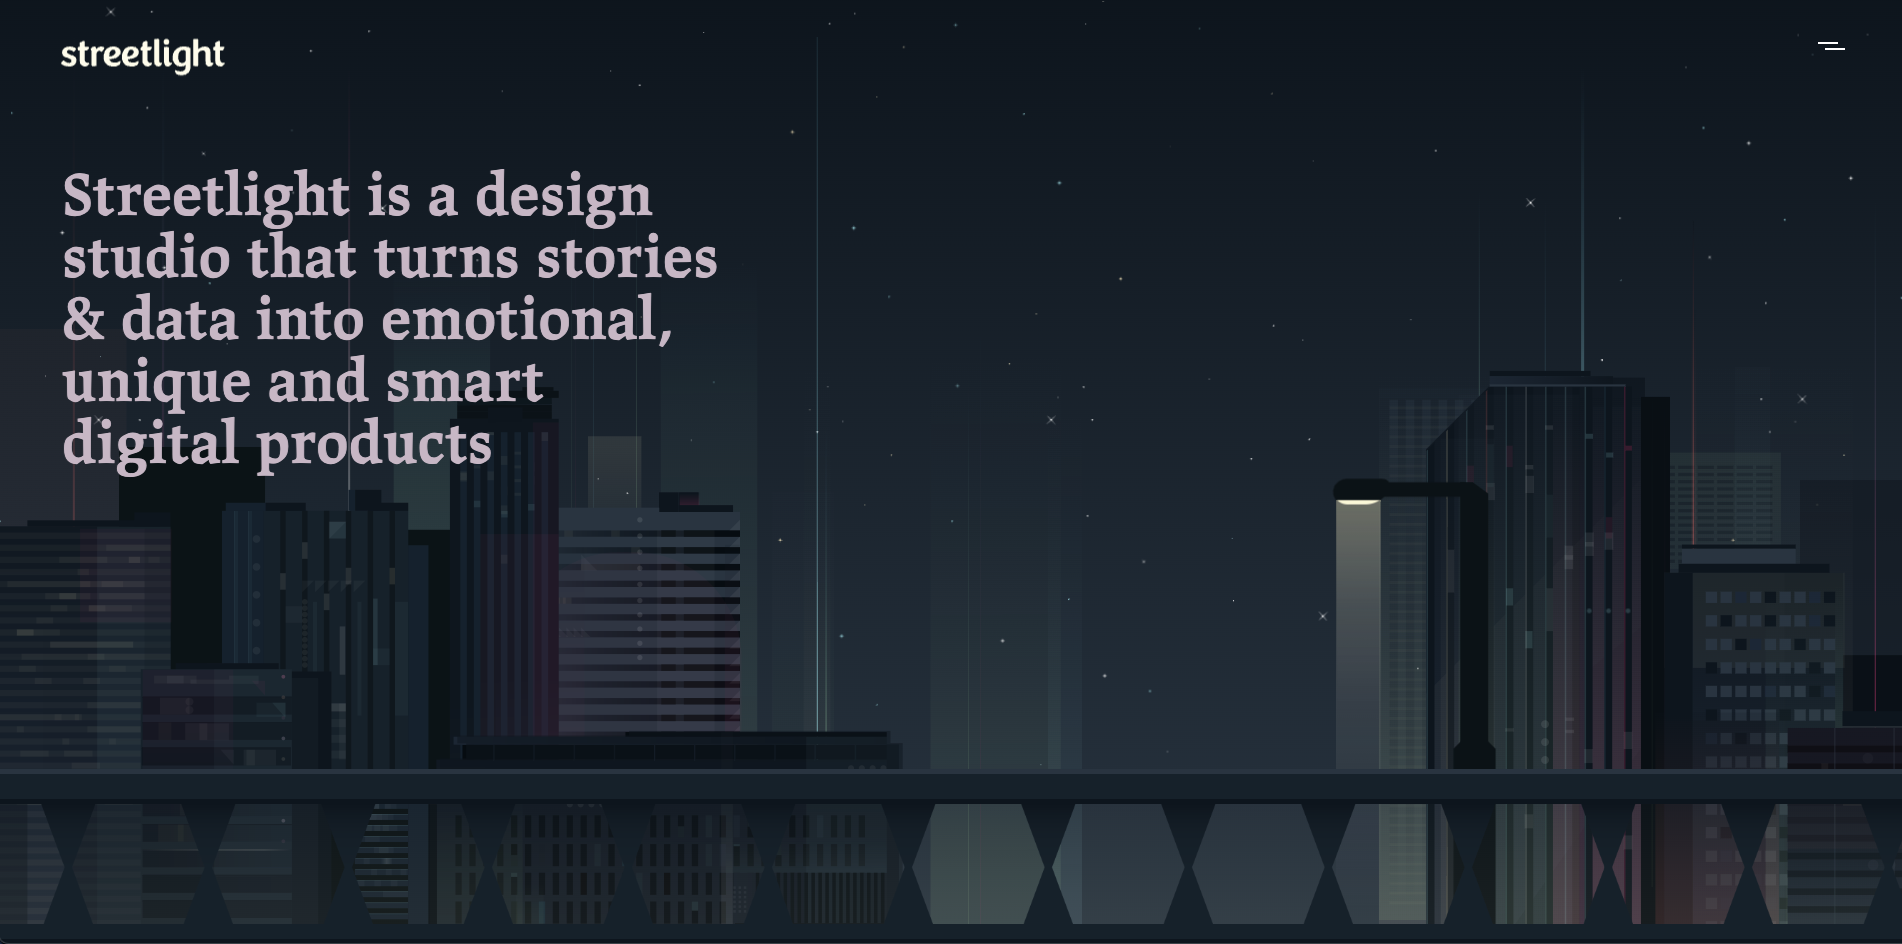 streetlight
Streetlight is a design
studio that turns stories
& data into emotional,
unique and smart
digital products